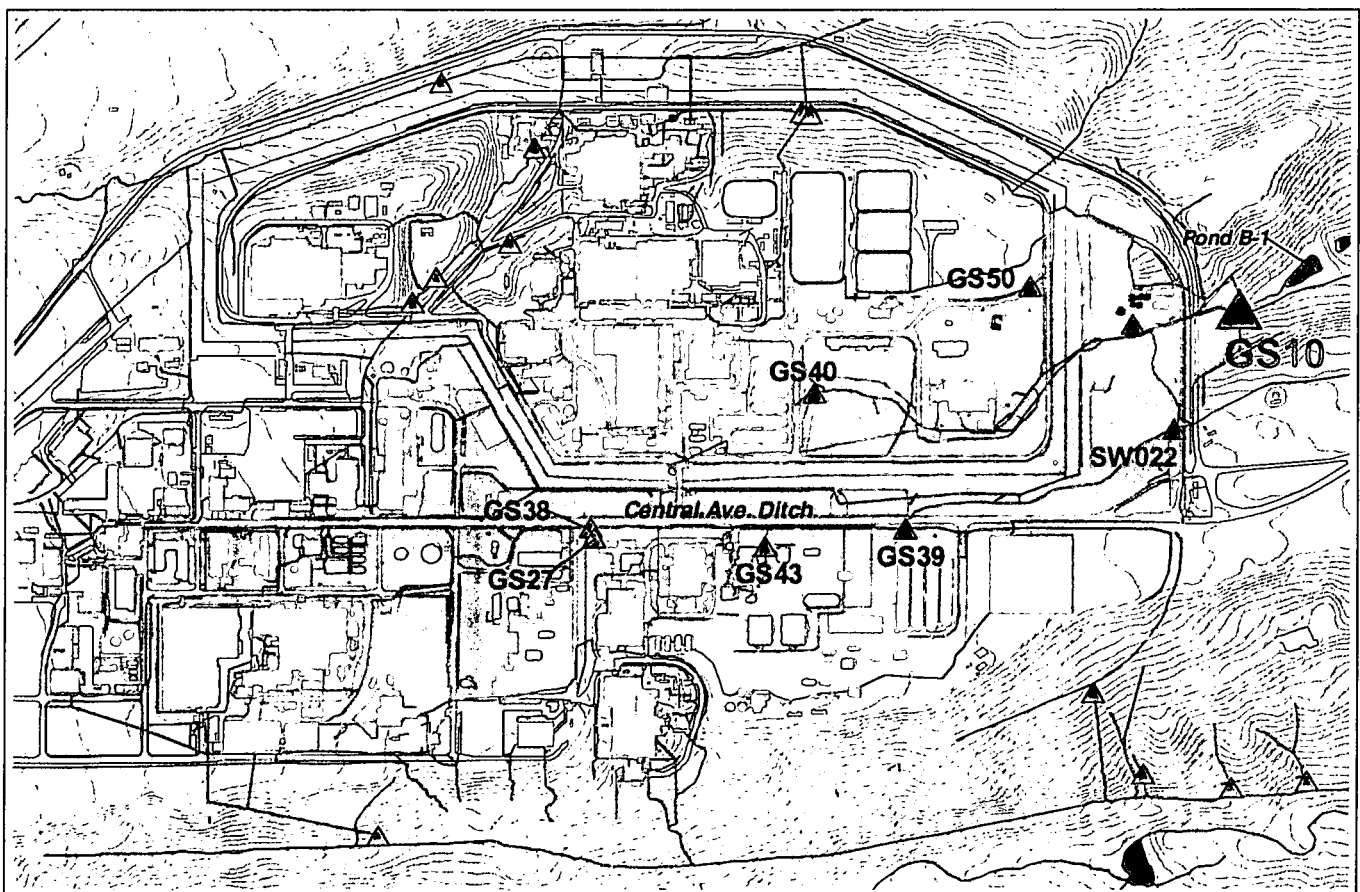 Pond B-1
GS50
GS10
GS40
SW022
GS38
Central Ave. Ditch
GS27
GS43
GS39